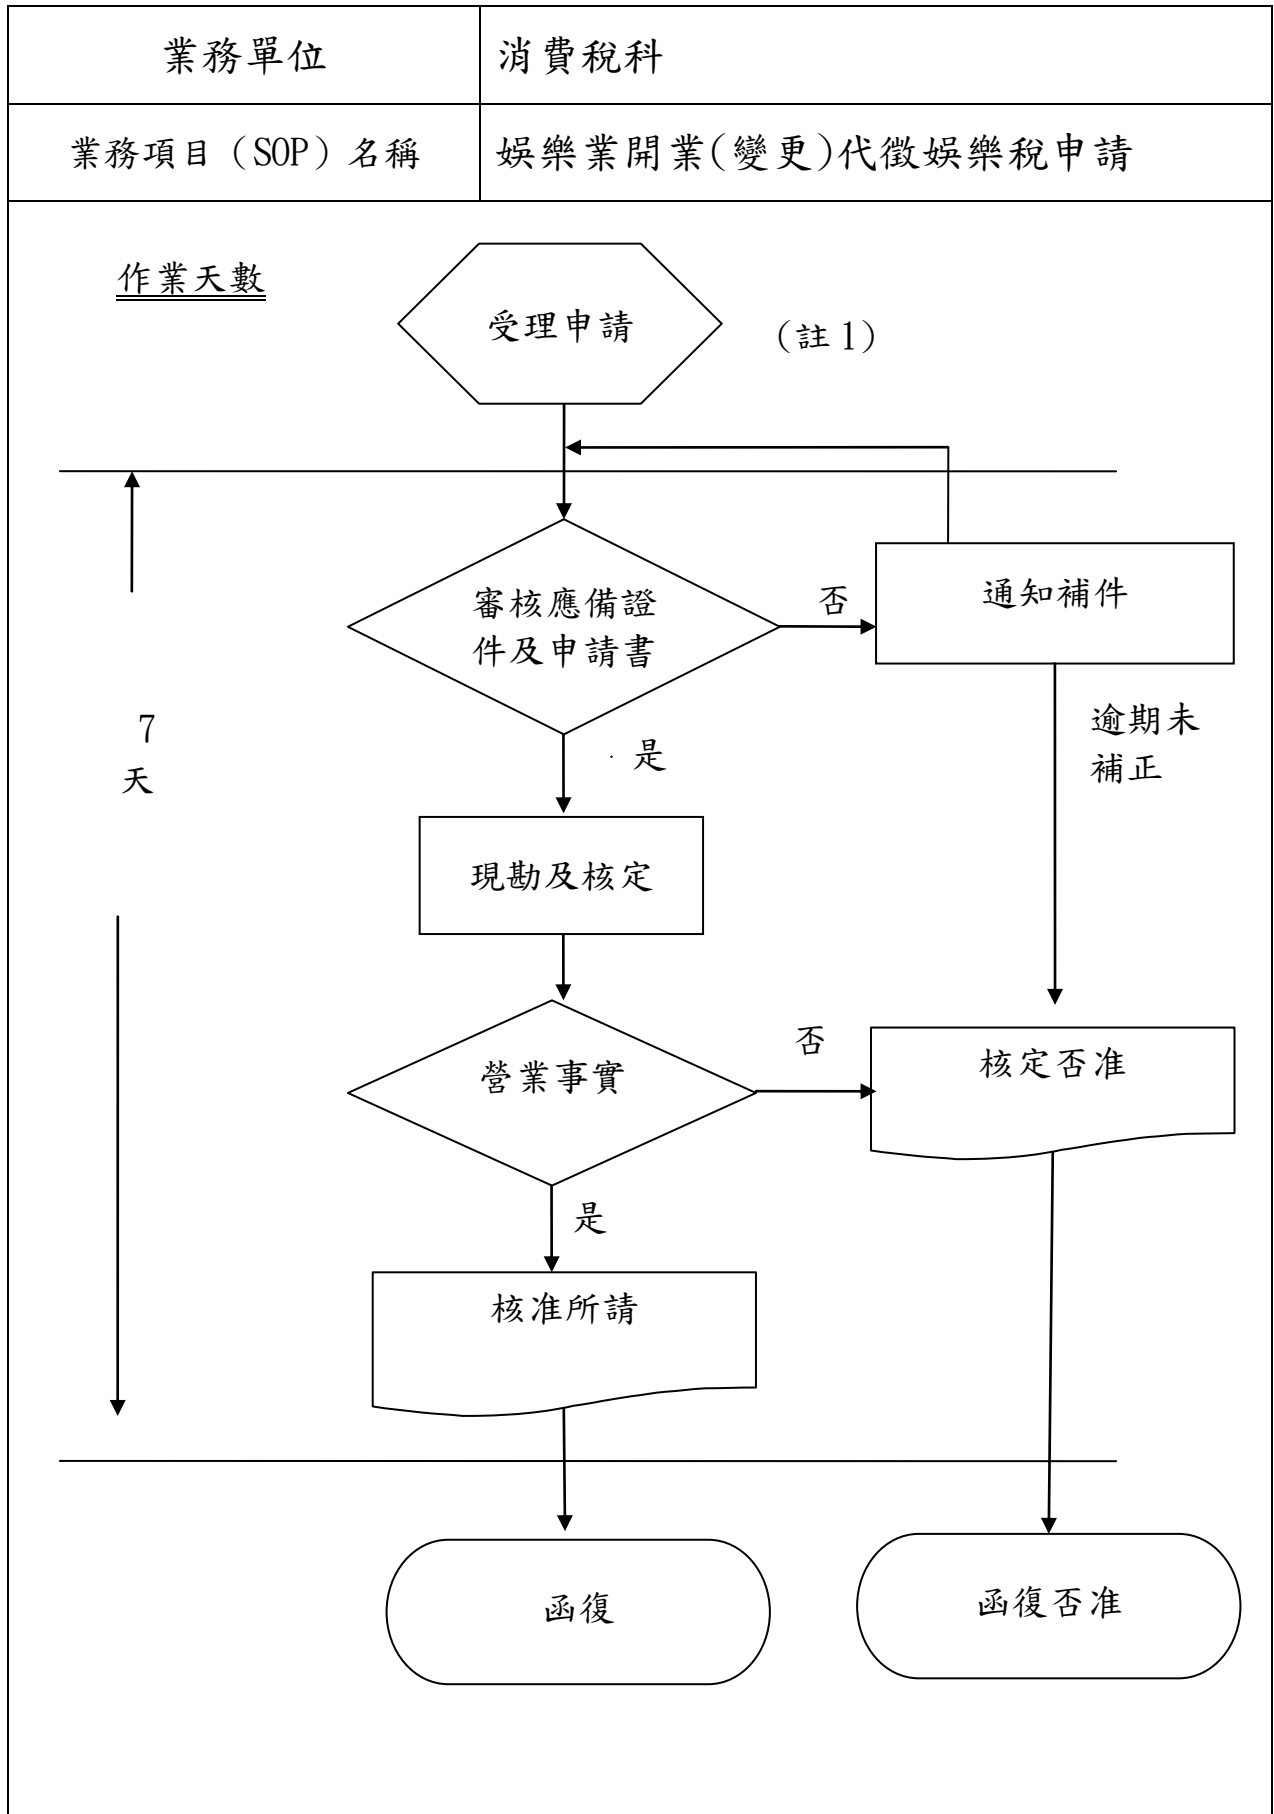 業務單位
消費稅科
業務項目（SOP）名稱
娛樂業開業(變更)代徵娛樂稅申請
作業天數
受理申請
（註 1）
審核應備證
件及申請書
否
通知補件
7
天
是
逾期未
補正
現勘及核定
營業事實
否
核定否准
是
核准所請
函復
函復否准